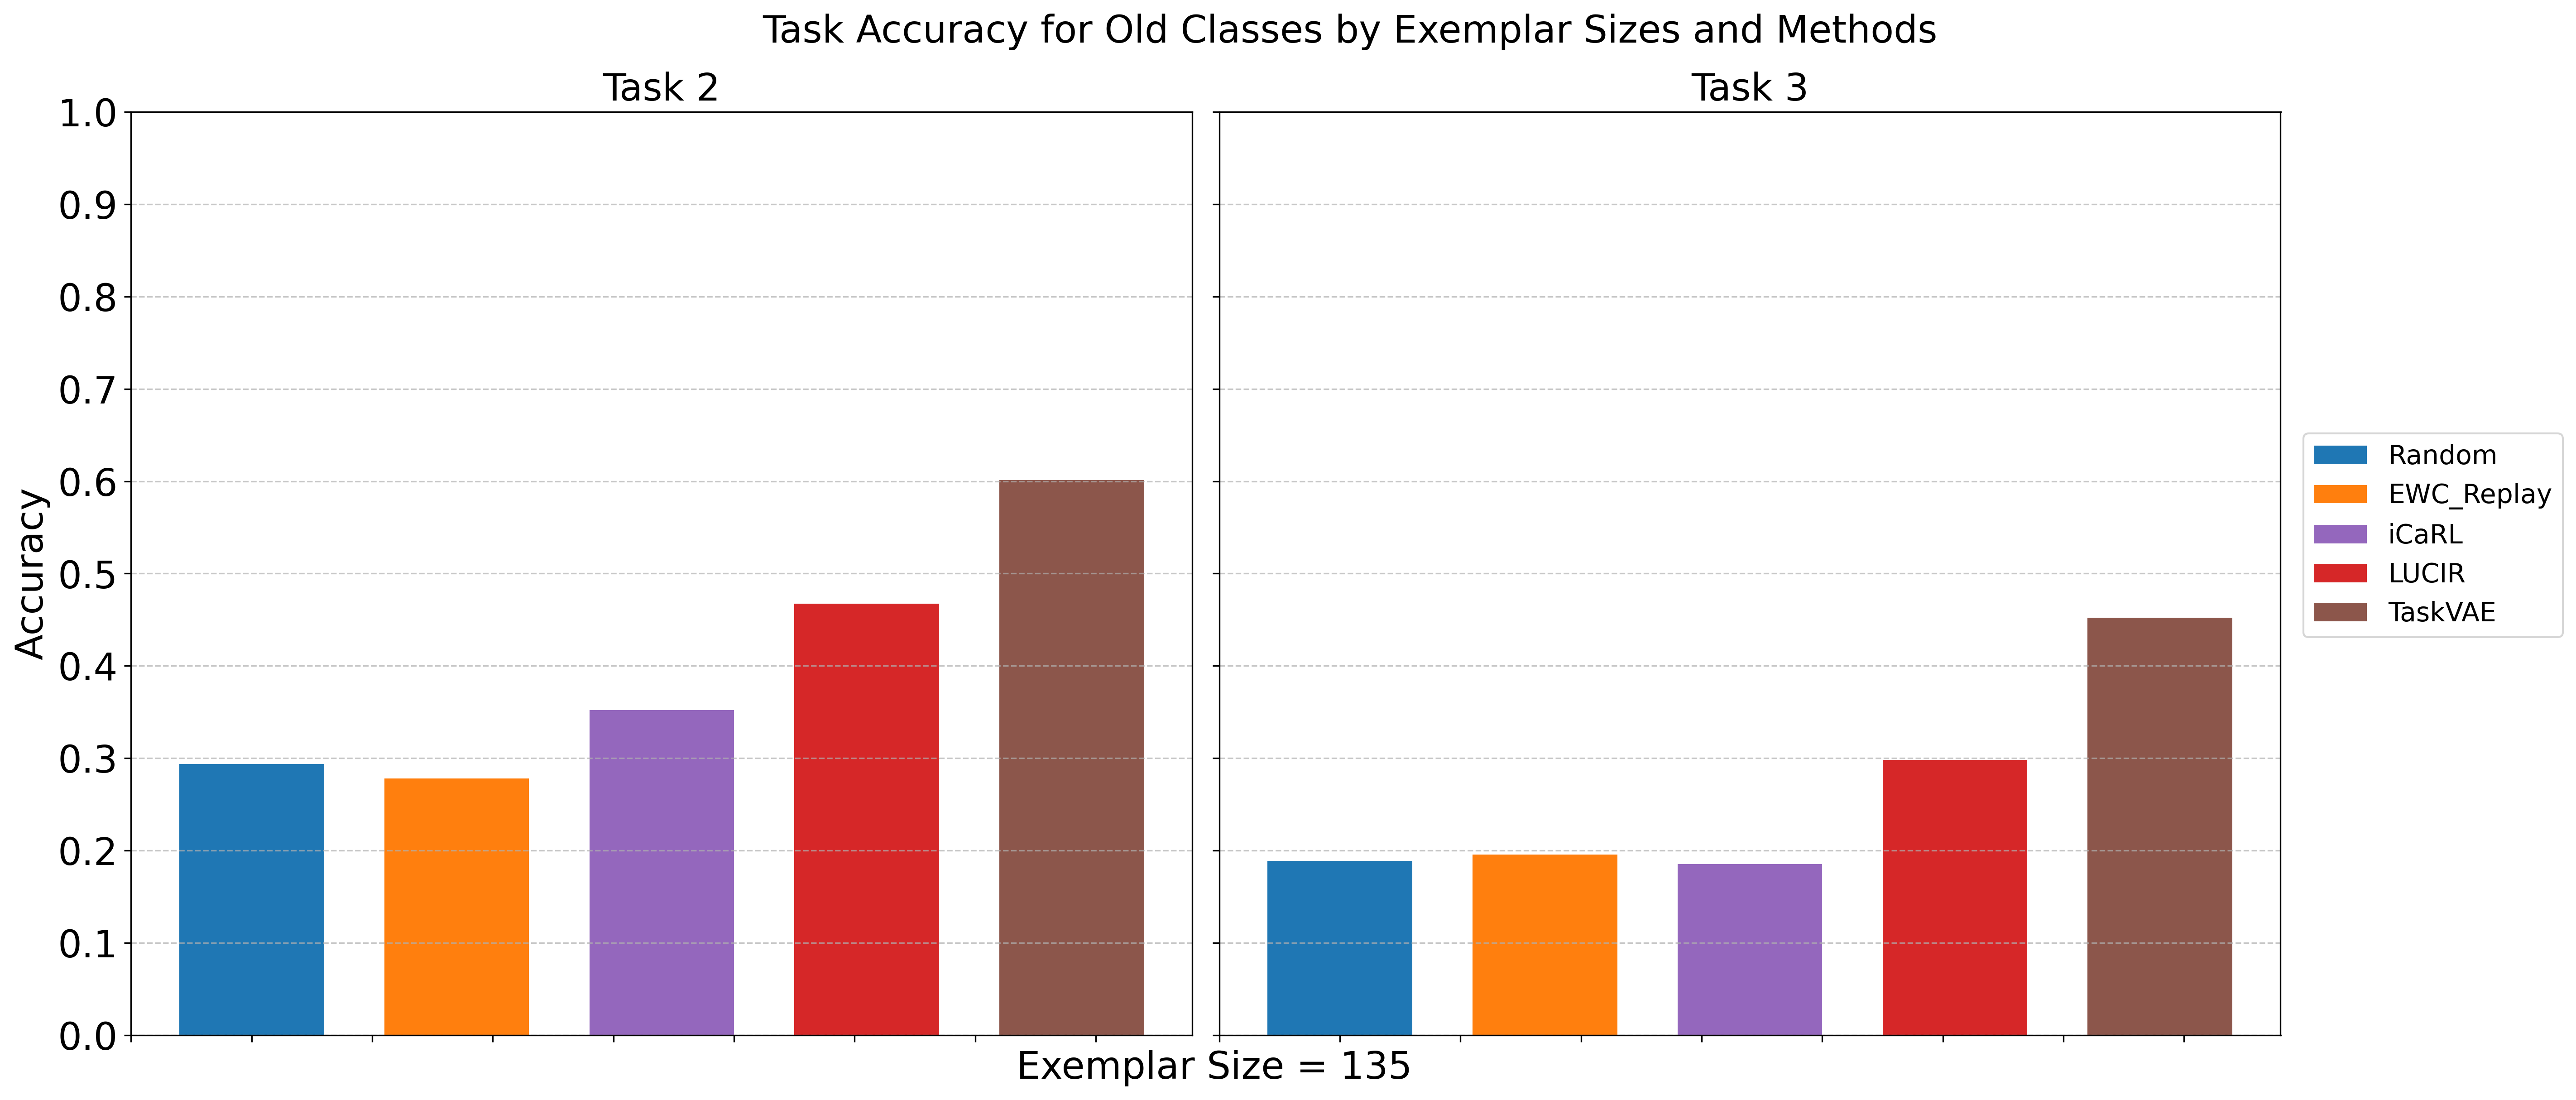 Task Accuracy for Old Classes by Exemplar Sizes and Methods
Task 2
Task 3
1.0
0.9
0.8
0.7
0.6
0.5
0.4
0.3
0.2
0.1
0.0
Accuracy
Exemplar Size = 135
Random
EWC_Replay
iCaRL
LUCIR
TaskVAE